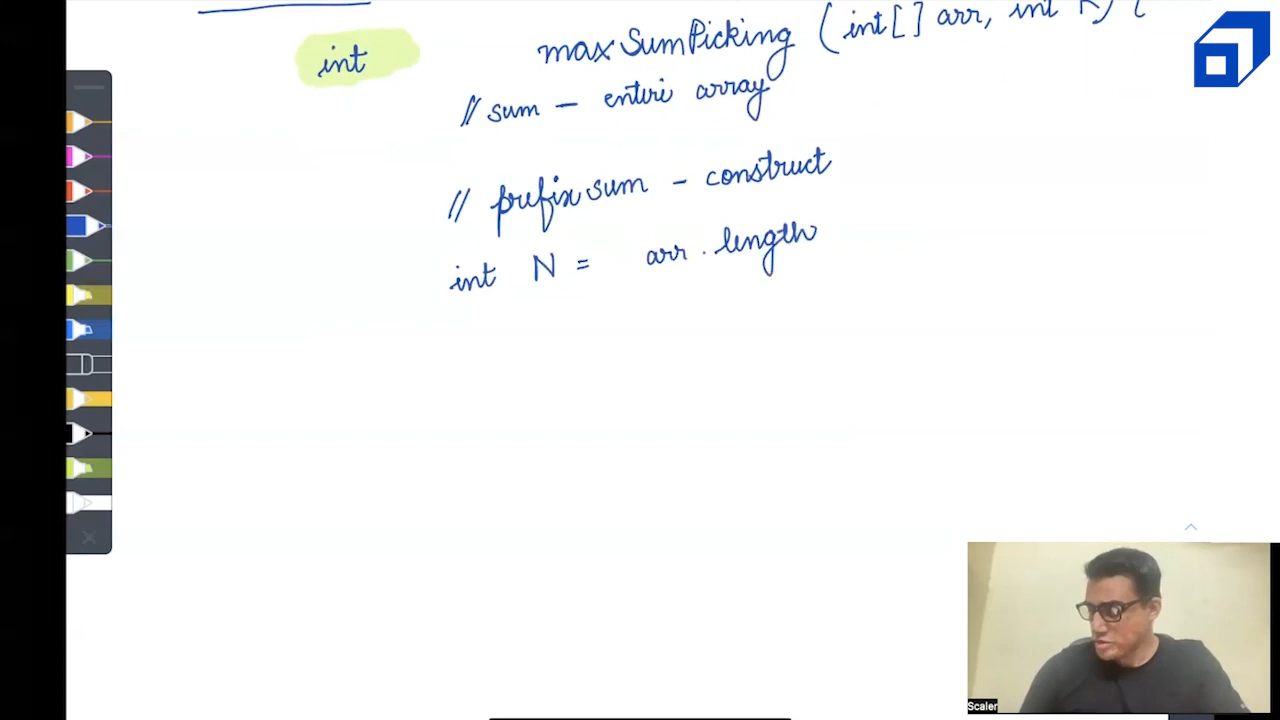 int maxSumPicking (int[] arr, int K) {
// sum - entire array
// prefixsum - construct
int N = arr.length
Scaler